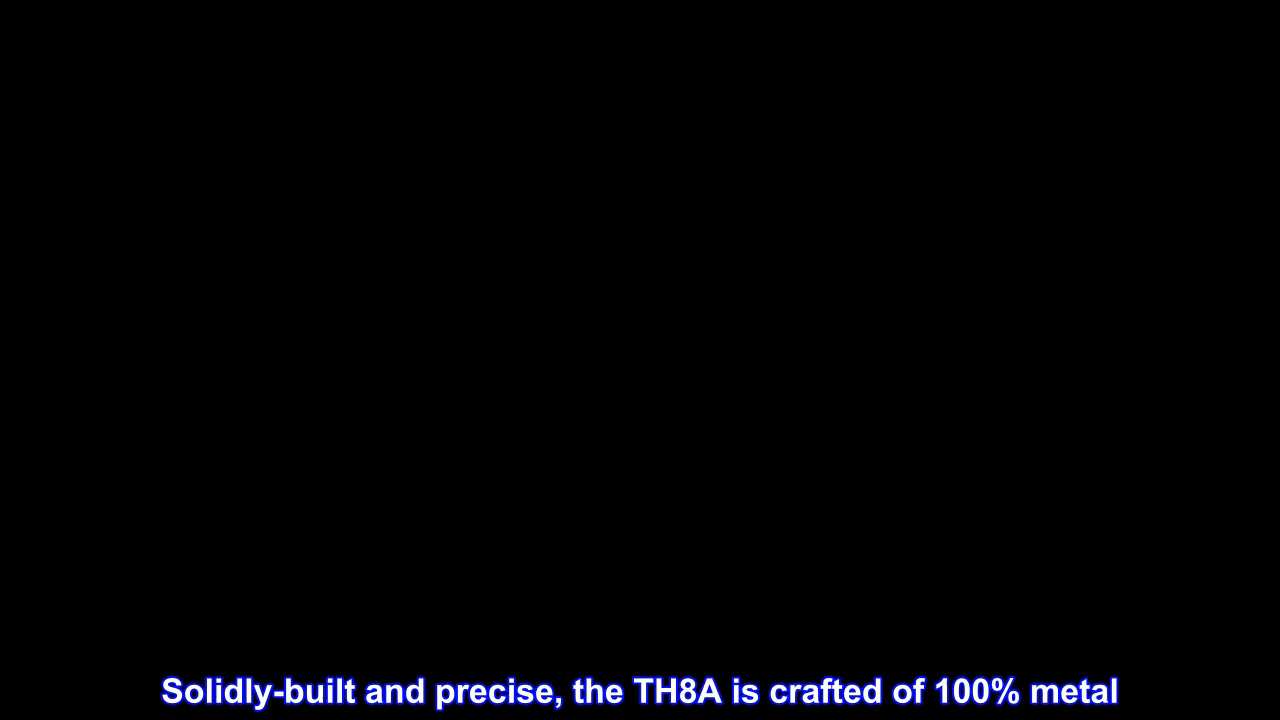 Solidly-built and precise, the TH8A is crafted of 100% metal